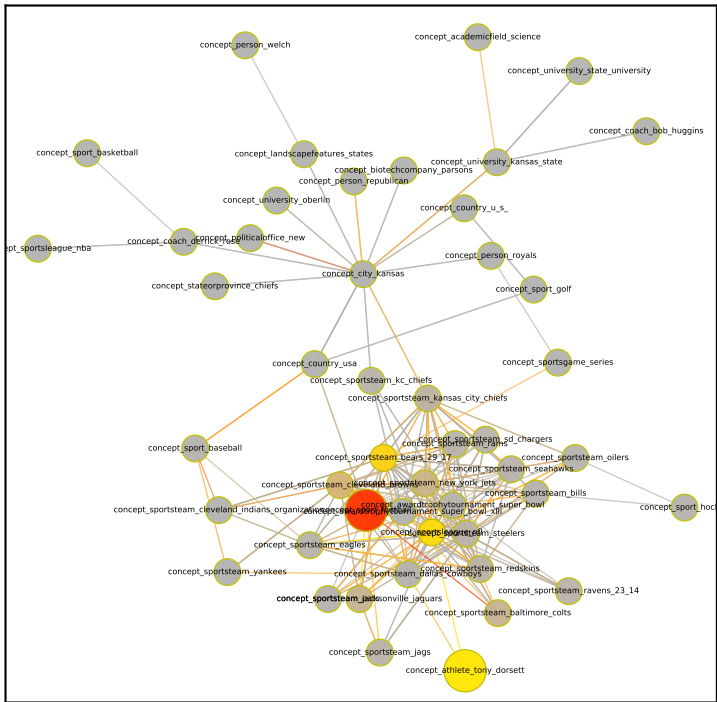 concept_person_welch
concept_academicfield_science
concept_university_state_university
concept_coach_bob_huggins
concept_sport_basketball
concept_landscapefeatures_states
concept_university_kansas_state
concept_biotechcompany_parsons
concept_person_republican
concept_university_oberlin
concept_country_u_s_
concept_politicaloffice_new
concept_coach_derrick_rose
ept_sportsleague_nba
concept_person_royals
concept_city_kansas
concept_stateorprovince_chiefs
concept_sport_golf
concept_country_usa
concept_sportsgame_series
concept_sportsteam_kc_chiefs
concept_sportsteam_kansas_city_chiefs
concept_sportsteam_sd_chargers
concept_sportsteam_rams
concept_sport_baseball
concept_sportsteam_bears_29_17
concept_sportsteam_oilers
concept_sportsteam_seahawks
concept_sportsteam_cleveland_browns
concept_sportsteam_new_york_jets
concept_sportsteam_bills
concept_awardtrophytournament_super_bowl
concept_sport_hock
concept_sportsteam_cleveland_indians_organization
concept_sportsteam_steelers
concept_sportsteam_eagles
concept_sportsteam_redskins
concept_sportsteam_yankees
concept_sportsteam_dallas_cowboys
concept_sportsteam_ravens_23_14
concept_sportsteam_jacksonville_jaguars
concept_sportsteam_baltimore_colts
concept_sportsteam_jags
concept_athlete_tony_dorsett